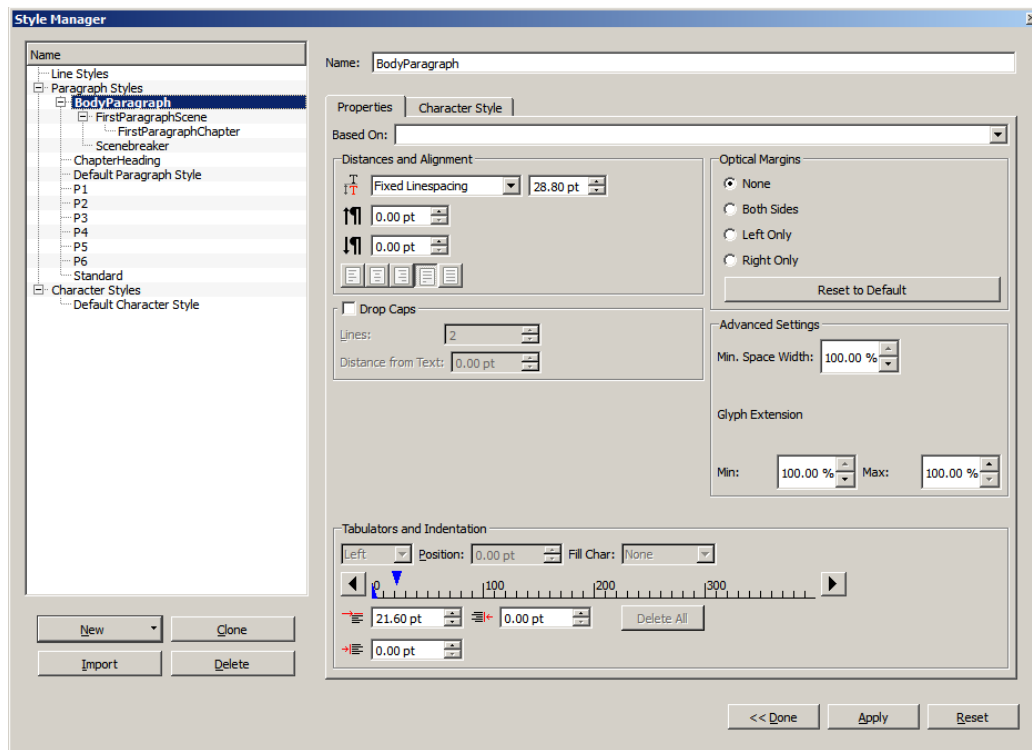 Style Manager
Name
Line Styles
Paragraph Styles
BodyParagraph
FirstParagraphScene
FirstParagraphChapter
Scenebreaker
ChapterHeading
Default Paragraph Style
P1
P2
P3
P4
P5
P6
Standard
Character Styles
Default Character Style
New
Clone
Import
Delete
Name: BodyParagraph
Properties Character Style
Based On:
Distances and Alignment
Fixed Linespacing 28.80 pt
0.00 pt
0.00 pt
Drop Caps
Lines: 2
Distance from Text: 0.00 pt
Optical Margins
None
Both Sides
Left Only
Right Only
Reset to Default
Advanced Settings
Min. Space Width: 100.00 %
Glyph Extension
Min: 100.00 % Max: 100.00 %
Tabulators and Indentation
Left Position: 0.00 pt Fill Char: None
0 100 200 300
21.60 pt 0.00 pt Delete All
0.00 pt
<< Done Apply Reset